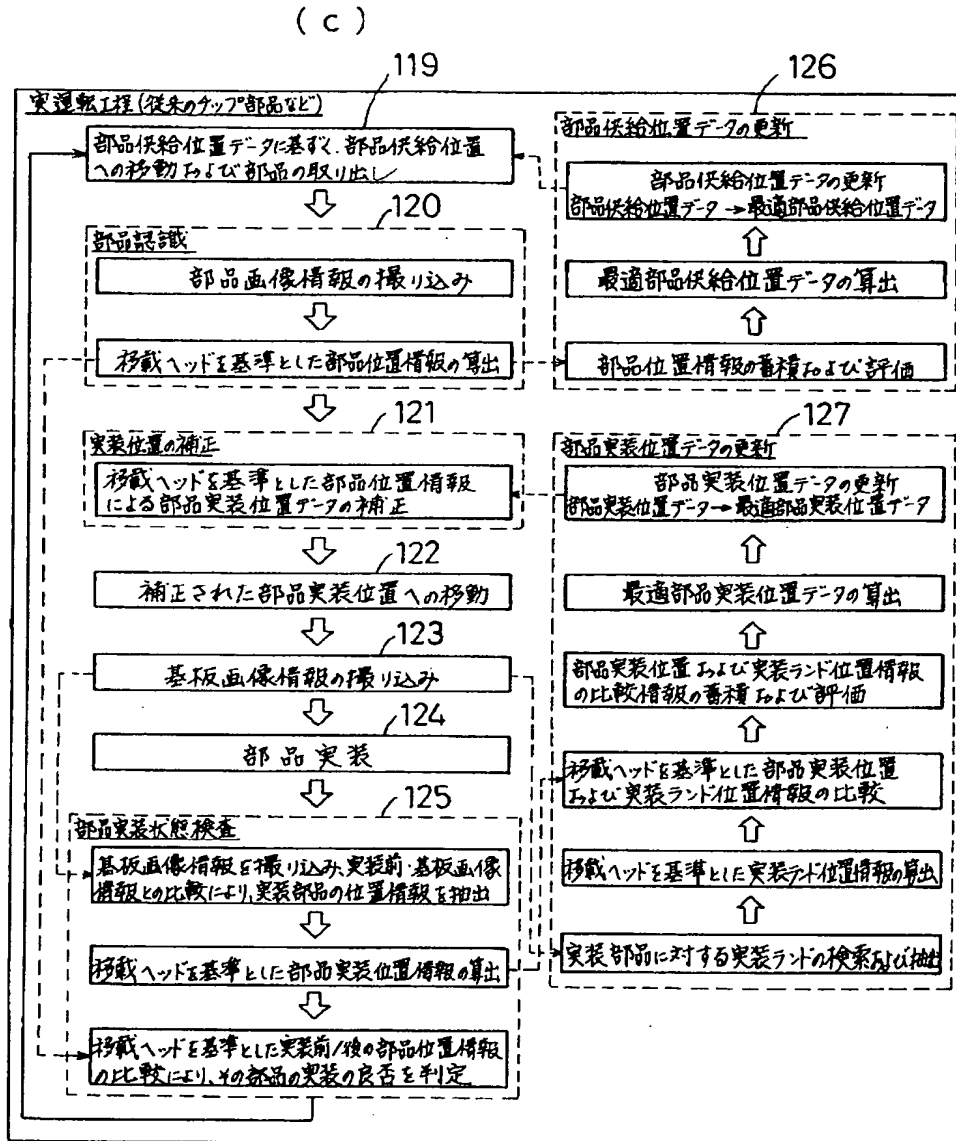 (c)
119
実運転工程(従来のチップ部品など)
部品供給位置データに基ずく、部品供給位置
への移動および部品の取り出し
120
部品認識
部品画像情報の撮り込み
移載ヘッドを基準とした部品位置情報の算出
121
実装位置の補正
移載ヘッドを基準とした部品位置情報
による部品実装位置データの補正
122
補正された部品実装位置への移動
123
基板画像情報の撮り込み
124
部品実装
125
部品実装状態検査
基板画像情報を撮り込み、実装前・基板画像
情報との比較により、実装部品の位置情報を抽出
移載ヘッドを基準とした部品実装位置情報の算出
移載ヘッドを基準とした実装前/後の部品位置情報
の比較により、その部品の実装の良否を判定
126
部品供給位置データの更新
部品供給位置データの更新
部品供給位置データ→最適部品供給位置データ
最適部品供給位置データの算出
部品位置情報の蓄積および評価
127
部品実装位置データの更新
部品実装位置データの更新
部品実装位置データ→最適部品実装位置データ
最適部品実装位置データの算出
部品実装位置および実装ランド位置情報
の比較情報の蓄積および評価
移載ヘッドを基準とした部品実装位置
および実装ランド位置情報の比較
移載ヘッドを基準とした実装ランド位置情報の算出
実装部品に対する実装ランドの検索および抽出